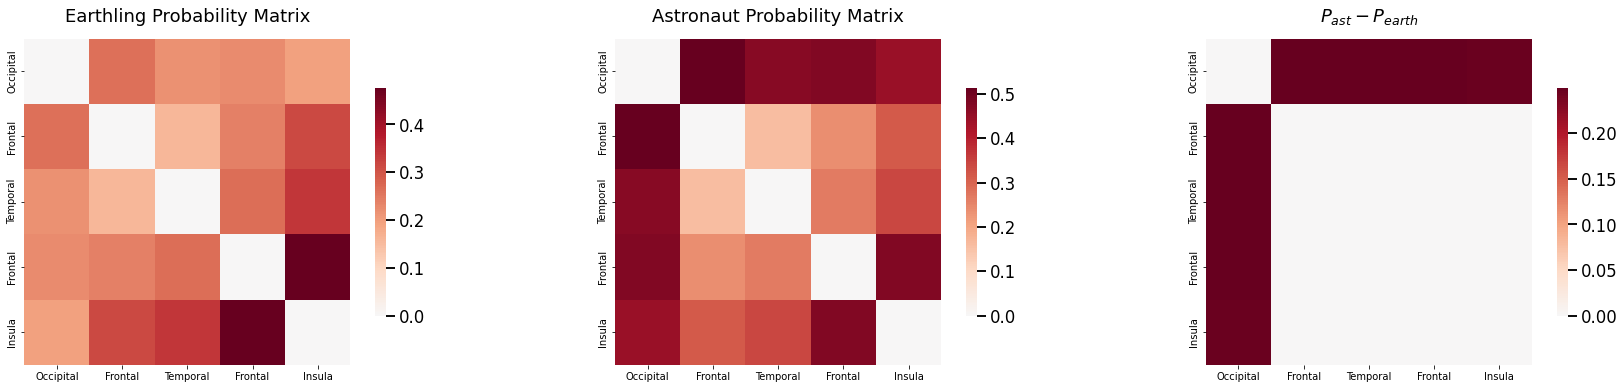 Earthling Probability Matrix
Occipital
Frontal
Temporal
Frontal
Insula
Occipital Frontal Temporal Frontal Insula
0.4
0.3
0.2
0.1
0.0
Astronaut Probability Matrix
Occipital
Frontal
Temporal
Frontal
Insula
Occipital Frontal Temporal Frontal Insula
0.5
0.4
0.3
0.2
0.1
0.0
P_ast − P_earth
Occipital
Frontal
Temporal
Frontal
Insula
Occipital Frontal Temporal Frontal Insula
0.20
0.15
0.10
0.05
0.00